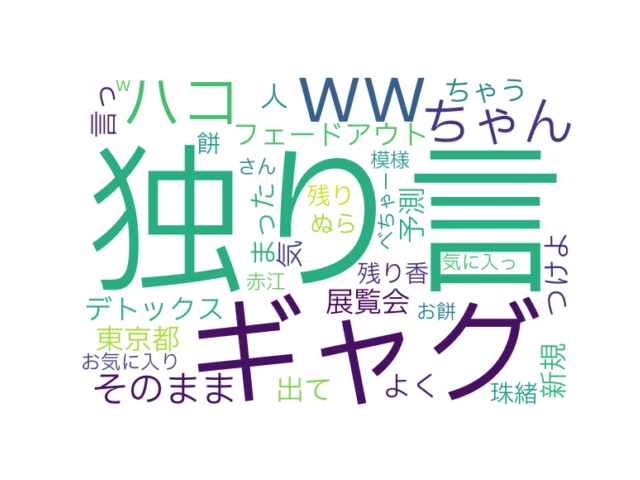 w
ハコ
人
ww
ちゃう
言っ
ちゃん
餅
フェードアウト
独り言
さん
模様
まった
残り
べちゃー
予測
ぬら
気
気に入っ
残り香
つけよ
赤江
デトックス
展覧会
お餅
ギャグ
東京都
お気に入り
そのまま
出て
よく
珠緒
新規